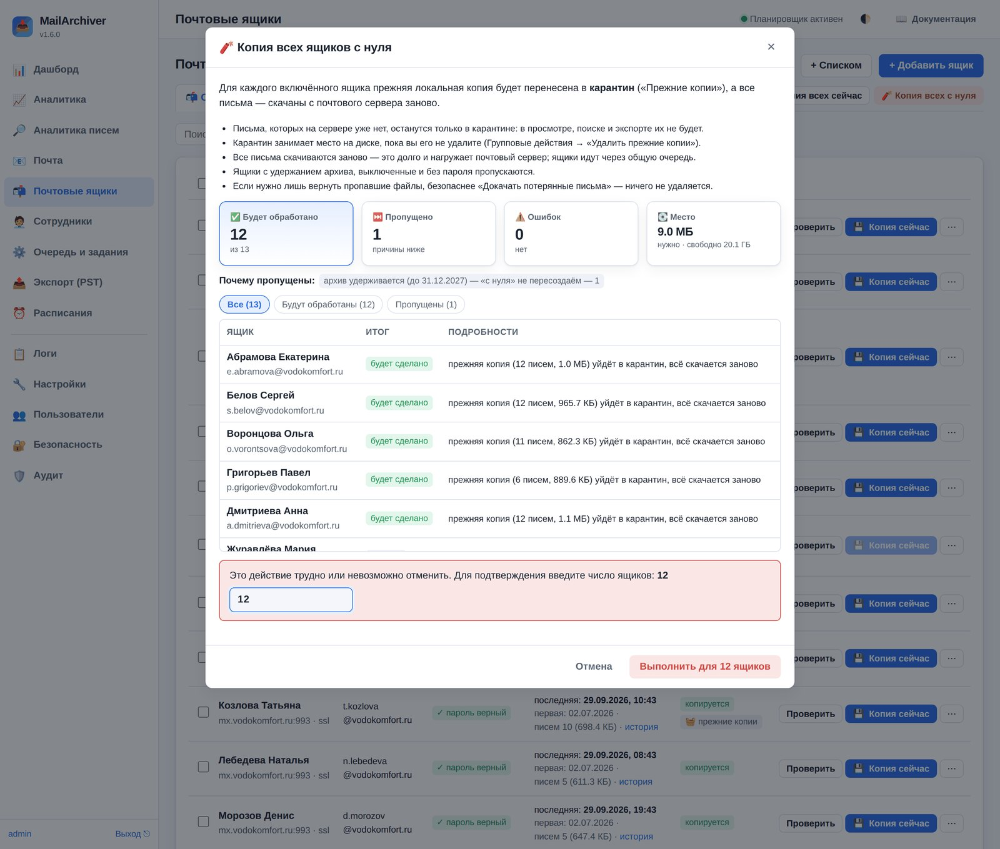 MailArchiver
v1.6.0
Дашборд
Аналитика
Аналитика писем
Почта
Почтовые ящики
Сотрудники
Очередь и задания
Экспорт (PST)
Расписания
Логи
Настройки
Пользователи
Безопасность
Аудит
admin
Выход
Почтовые ящики
Планировщик активен
Документация
+ Списком
+ Добавить ящик
всех сейчас
Копия всех с нуля
Копия всех ящиков с нуля
×
Для каждого включённого ящика прежняя локальная копия будет перенесена в карантин («Прежние копии»), а все
письма — скачаны с почтового сервера заново.
• Письма, которых на сервере уже нет, останутся только в карантине: в просмотре, поиске и экспорте их не будет.
• Карантин занимает место на диске, пока вы его не удалите (Групповые действия → «Удалить прежние копии»).
• Все письма скачиваются заново — это долго и нагружает почтовый сервер; ящики идут через общую очередь.
• Ящики с удержанием архива, выключенные и без пароля пропускаются.
• Если нужно лишь вернуть пропавшие файлы, безопаснее «Докачать потерянные письма» — ничего не удаляется.
Будет обработано
12
из 13
Пропущено
1
причины ниже
Ошибок
0
нет
Место
9.0 МБ
нужно · свободно 20.1 ГБ
Почему пропущены: архив удерживается (до 31.12.2027) — «с нуля» не пересоздаём — 1
Все (13) Будут обработаны (12) Пропущены (1)
ЯЩИК ИТОГ ПОДРОБНОСТИ
Абрамова Екатерина
e.abramova@vodokomfort.ru
будет сделано
прежняя копия (12 писем, 1.0 МБ) уйдёт в карантин, всё скачается заново
Белов Сергей
s.belov@vodokomfort.ru
будет сделано
прежняя копия (12 писем, 965.7 КБ) уйдёт в карантин, всё скачается заново
Воронцова Ольга
o.vorontsova@vodokomfort.ru
будет сделано
прежняя копия (11 писем, 862.3 КБ) уйдёт в карантин, всё скачается заново
Григорьев Павел
p.grigoriev@vodokomfort.ru
будет сделано
прежняя копия (6 писем, 889.6 КБ) уйдёт в карантин, всё скачается заново
Дмитриева Анна
a.dmitrieva@vodokomfort.ru
будет сделано
прежняя копия (12 писем, 1.1 МБ) уйдёт в карантин, всё скачается заново
Журавлёва Мария
Это действие трудно или невозможно отменить. Для подтверждения введите число ящиков: 12
12
Отмена
Выполнить для 12 ящиков
Копия сейчас ···
Копия сейчас ···
Копия сейчас ···
Копия сейчас ···
Копия сейчас ···
Копия сейчас ···
Копия сейчас ···
Копия сейчас ···
Козлова Татьяна
mx.vodokomfort.ru:993 · ssl
t.kozlova
@vodokomfort.ru
✓ пароль верный
последняя: 29.09.2026, 10:43
первая: 02.07.2026 ·
писем 10 (698.4 КБ) · история
копируется
прежние копии
Проверить
Копия сейчас ···
Лебедева Наталья
mx.vodokomfort.ru:993 · ssl
n.lebedeva
@vodokomfort.ru
✓ пароль верный
последняя: 29.09.2026, 08:43
первая: 02.07.2026 ·
писем 5 (611.3 КБ) · история
копируется
Проверить
Копия сейчас ···
Морозов Денис
mx.vodokomfort.ru:993 · ssl
d.morozov
@vodokomfort.ru
✓ пароль верный
последняя: 29.09.2026, 19:43
первая: 02.07.2026 ·
писем 5 (647.4 КБ) · история
копируется
Проверить
Копия сейчас ···